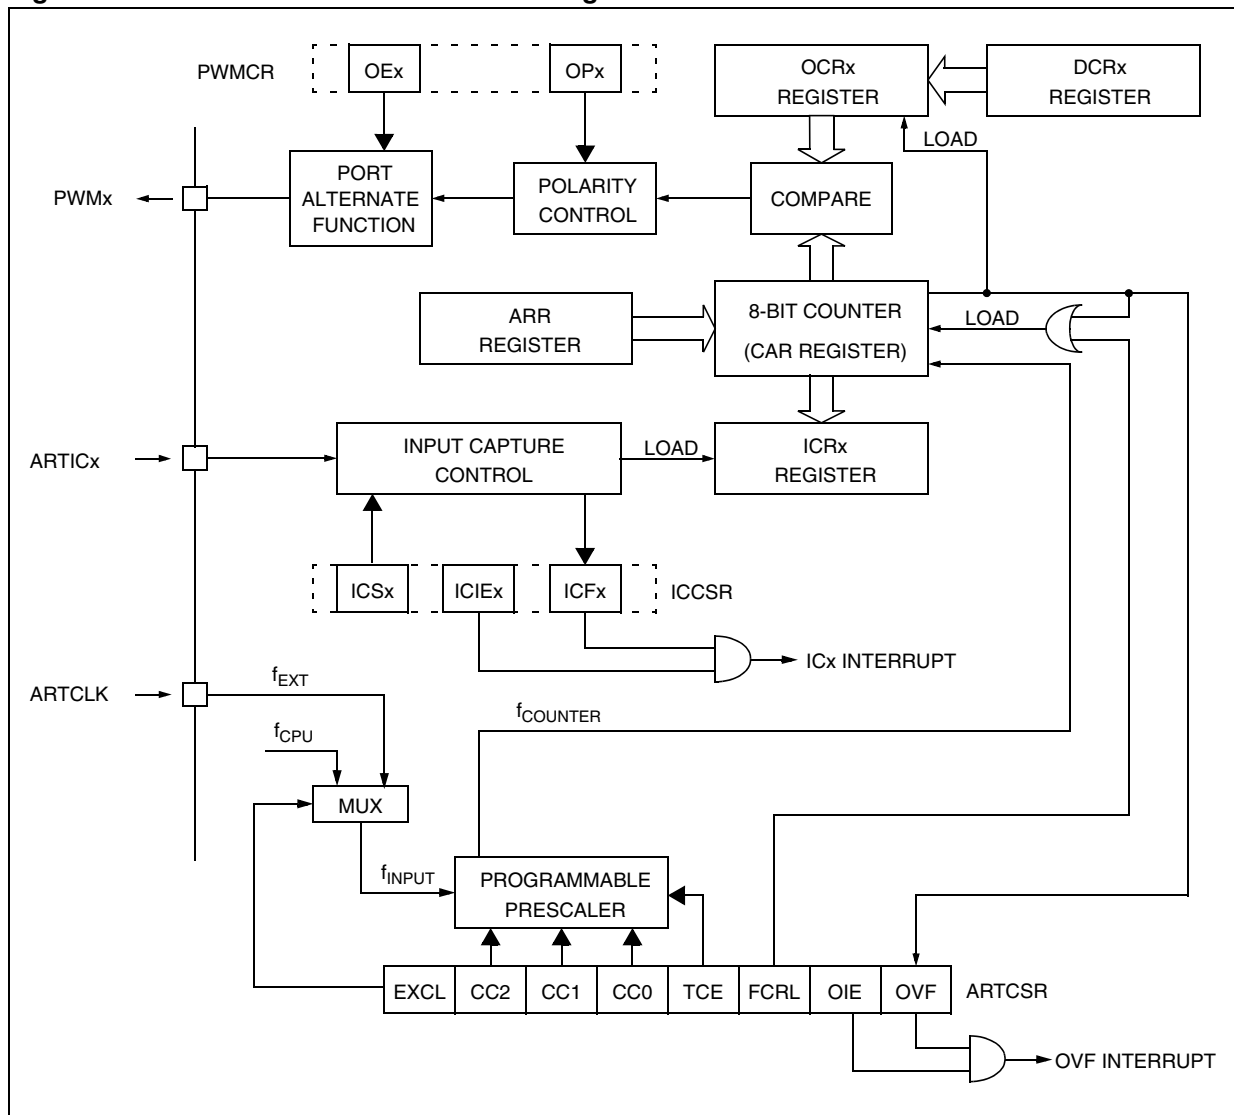 PWMCR
OEx
OPx
OCRx
REGISTER
DCRx
REGISTER
LOAD
PWMx
PORT
ALTERNATE
FUNCTION
POLARITY
CONTROL
COMPARE
ARR
REGISTER
8-BIT COUNTER
(CAR REGISTER)
LOAD
ARTICx
INPUT CAPTURE
CONTROL
LOAD
ICRx
REGISTER
ICSx
ICIEx
ICFx
ICCSR
ICx INTERRUPT
ARTCLK
fEXT
fCPU
fCOUNTER
MUX
fINPUT
PROGRAMMABLE
PRESCALER
EXCL
CC2
CC1
CC0
TCE
FCRL
OIE
OVF
ARTCSR
OVF INTERRUPT